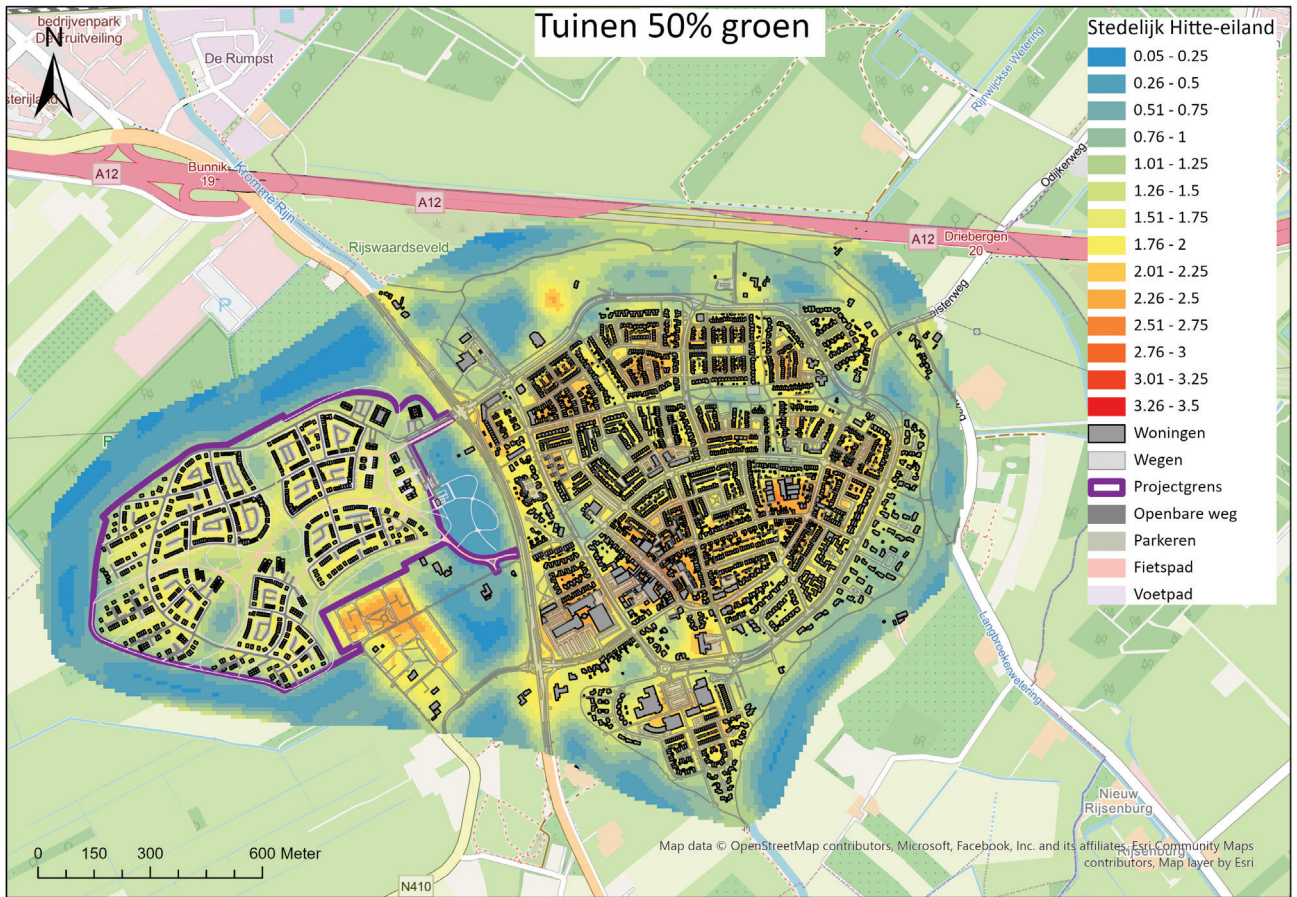 Tuinen 50% groen
bedrijvenpark
De Fruitveiling
N
De Rumpst
sterijland
A12
Bunnik
19
Kromme Rijn
A12
Rijswaardseveld
P
Rijnwijckse Wetering
Odijkerweg
A12
Driebergen
20
ersterweg
Langbroekerwetering
Nieuw
Rijsenburg
Rijsenburg
N410
Stedelijk Hitte-eiland
0.05 - 0.25
0.26 - 0.5
0.51 - 0.75
0.76 - 1
1.01 - 1.25
1.26 - 1.5
1.51 - 1.75
1.76 - 2
2.01 - 2.25
2.26 - 2.5
2.51 - 2.75
2.76 - 3
3.01 - 3.25
3.26 - 3.5
Woningen
Wegen
Projectgrens
Openbare weg
Parkeren
Fietspad
Voetpad
0 150 300 600 Meter
Map data © OpenStreetMap contributors, Microsoft, Facebook, Inc. and its affiliates, Esri Community Maps
contributors, Map layer by Esri